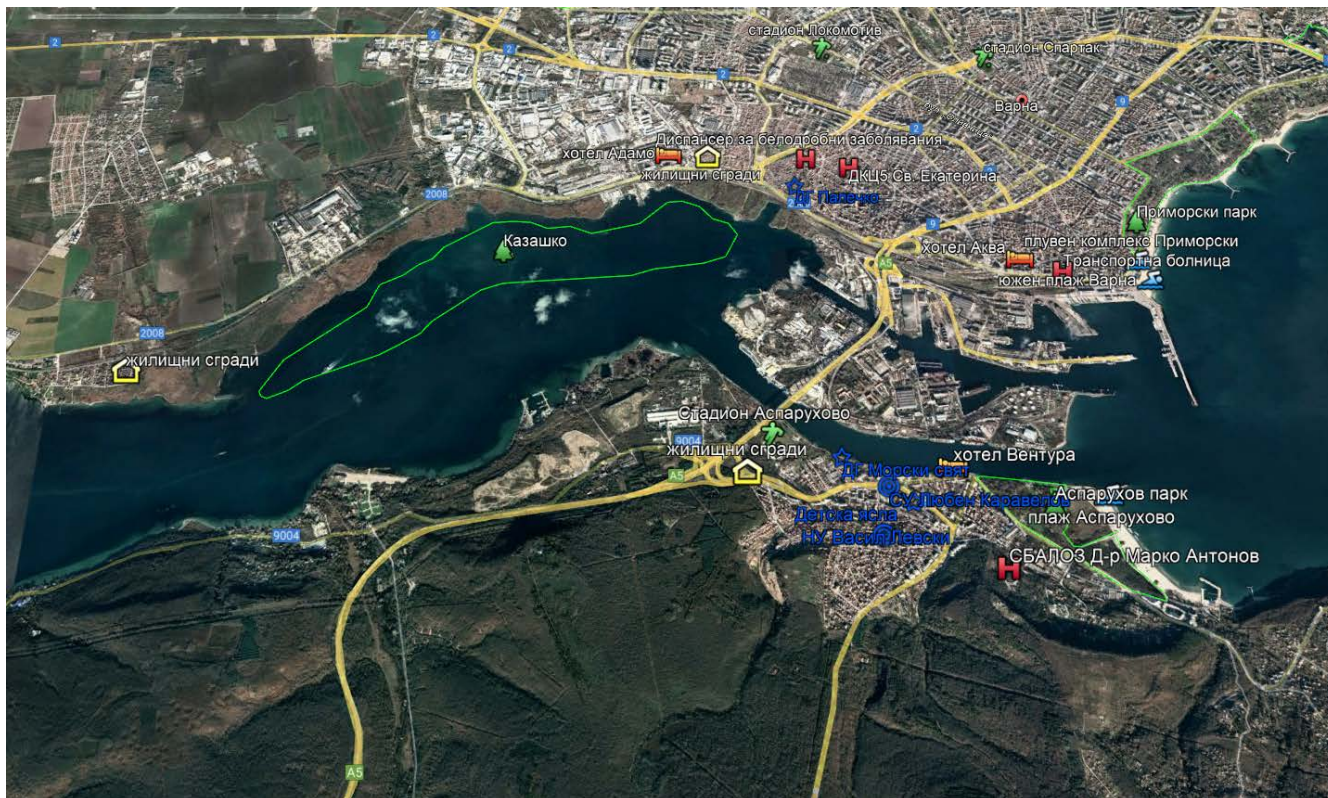 2
стадион Локомотив
2
стадион Спартак
2
9
Варна
2
Диспансер за белодробни заболявания
хотел Адамо
жилищни сгради
ДКЦ5 Св. Екатерина
2008
ДГ Палечко
Приморски парк
9
Казашко
хотел Аква
плувен комплекс Приморски
Транспортна болница
A5
южен плаж Варна
2008
жилищни сгради
Стадион Аспарухово
9004
жилищни сгради
хотел Вентура
A5
ДГ Морски свят
СУ Любен Каравелов
Аспарухов парк
Детска ясла
плаж Аспарухово
9004
НУ Васил Левски
СБАЛОЗ Д-р Марко Антонов
A5